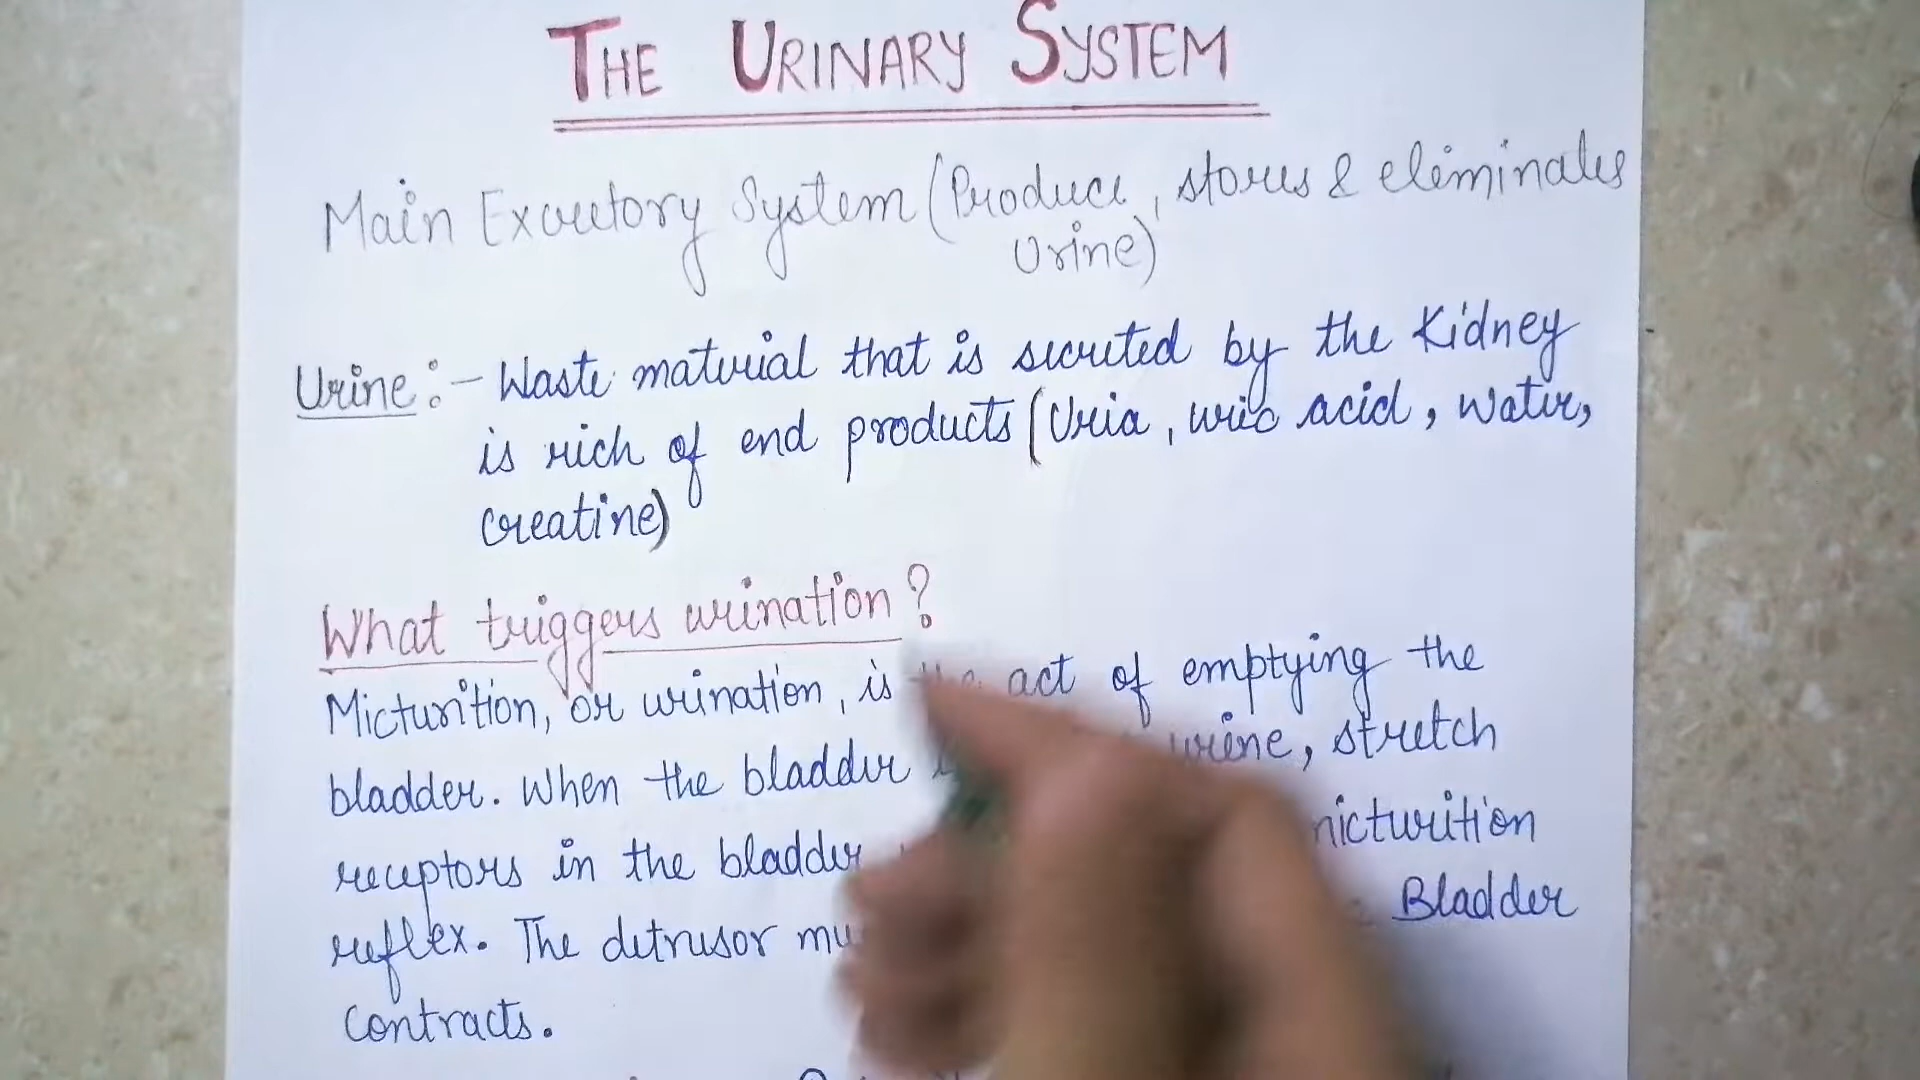 THE URINARY SYSTEM
Main Excretory System (Produce, stores & eliminates
Urine)
Urine :- Waste material that is secreted by the Kidney
is rich of end products (Uria, uric acid, Water,
creatine)
What triggers urination?
Micturition, or urination, is the act of emptying the
bladder. When the bladder urine, stretch
receptors in the bladder micturition
reflex. The detrusor Bladder
contracts.